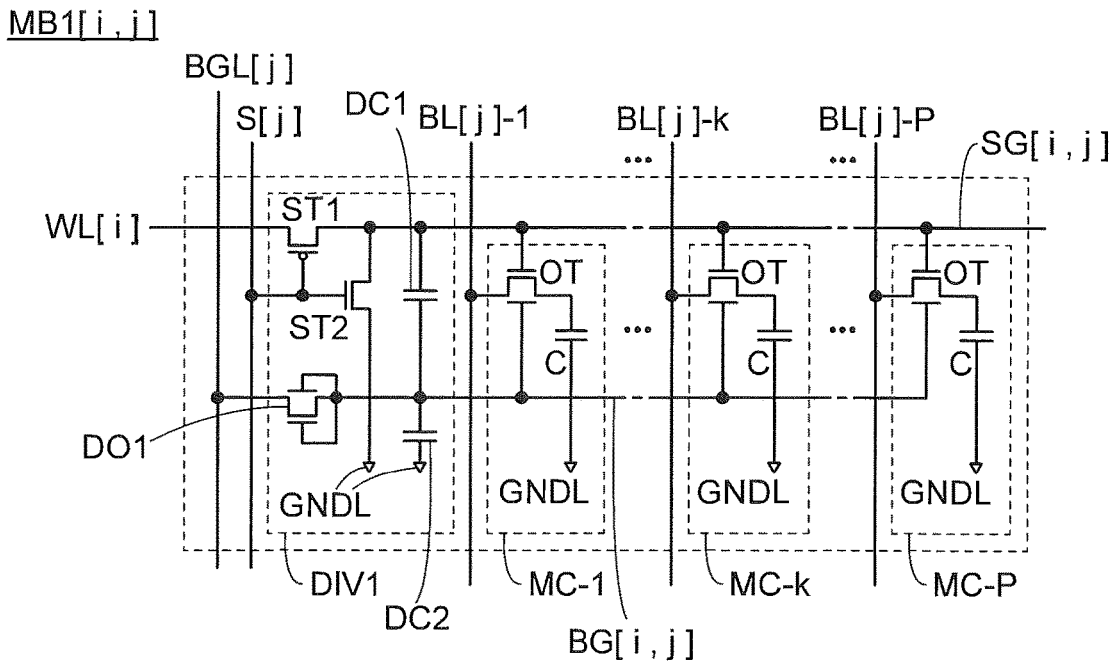 MB1[i,j]
BGL[j]
S[j]
DC1
BL[j]-1
BL[j]-k
BL[j]-P
...
...
SG[i,j]
WL[i]
ST1
OT
OT
OT
ST2
C
...
C
...
C
DO1
GNDL
GNDL
GNDL
GNDL
DIV1
DC2
MC-1
MC-k
MC-P
BG[i,j]